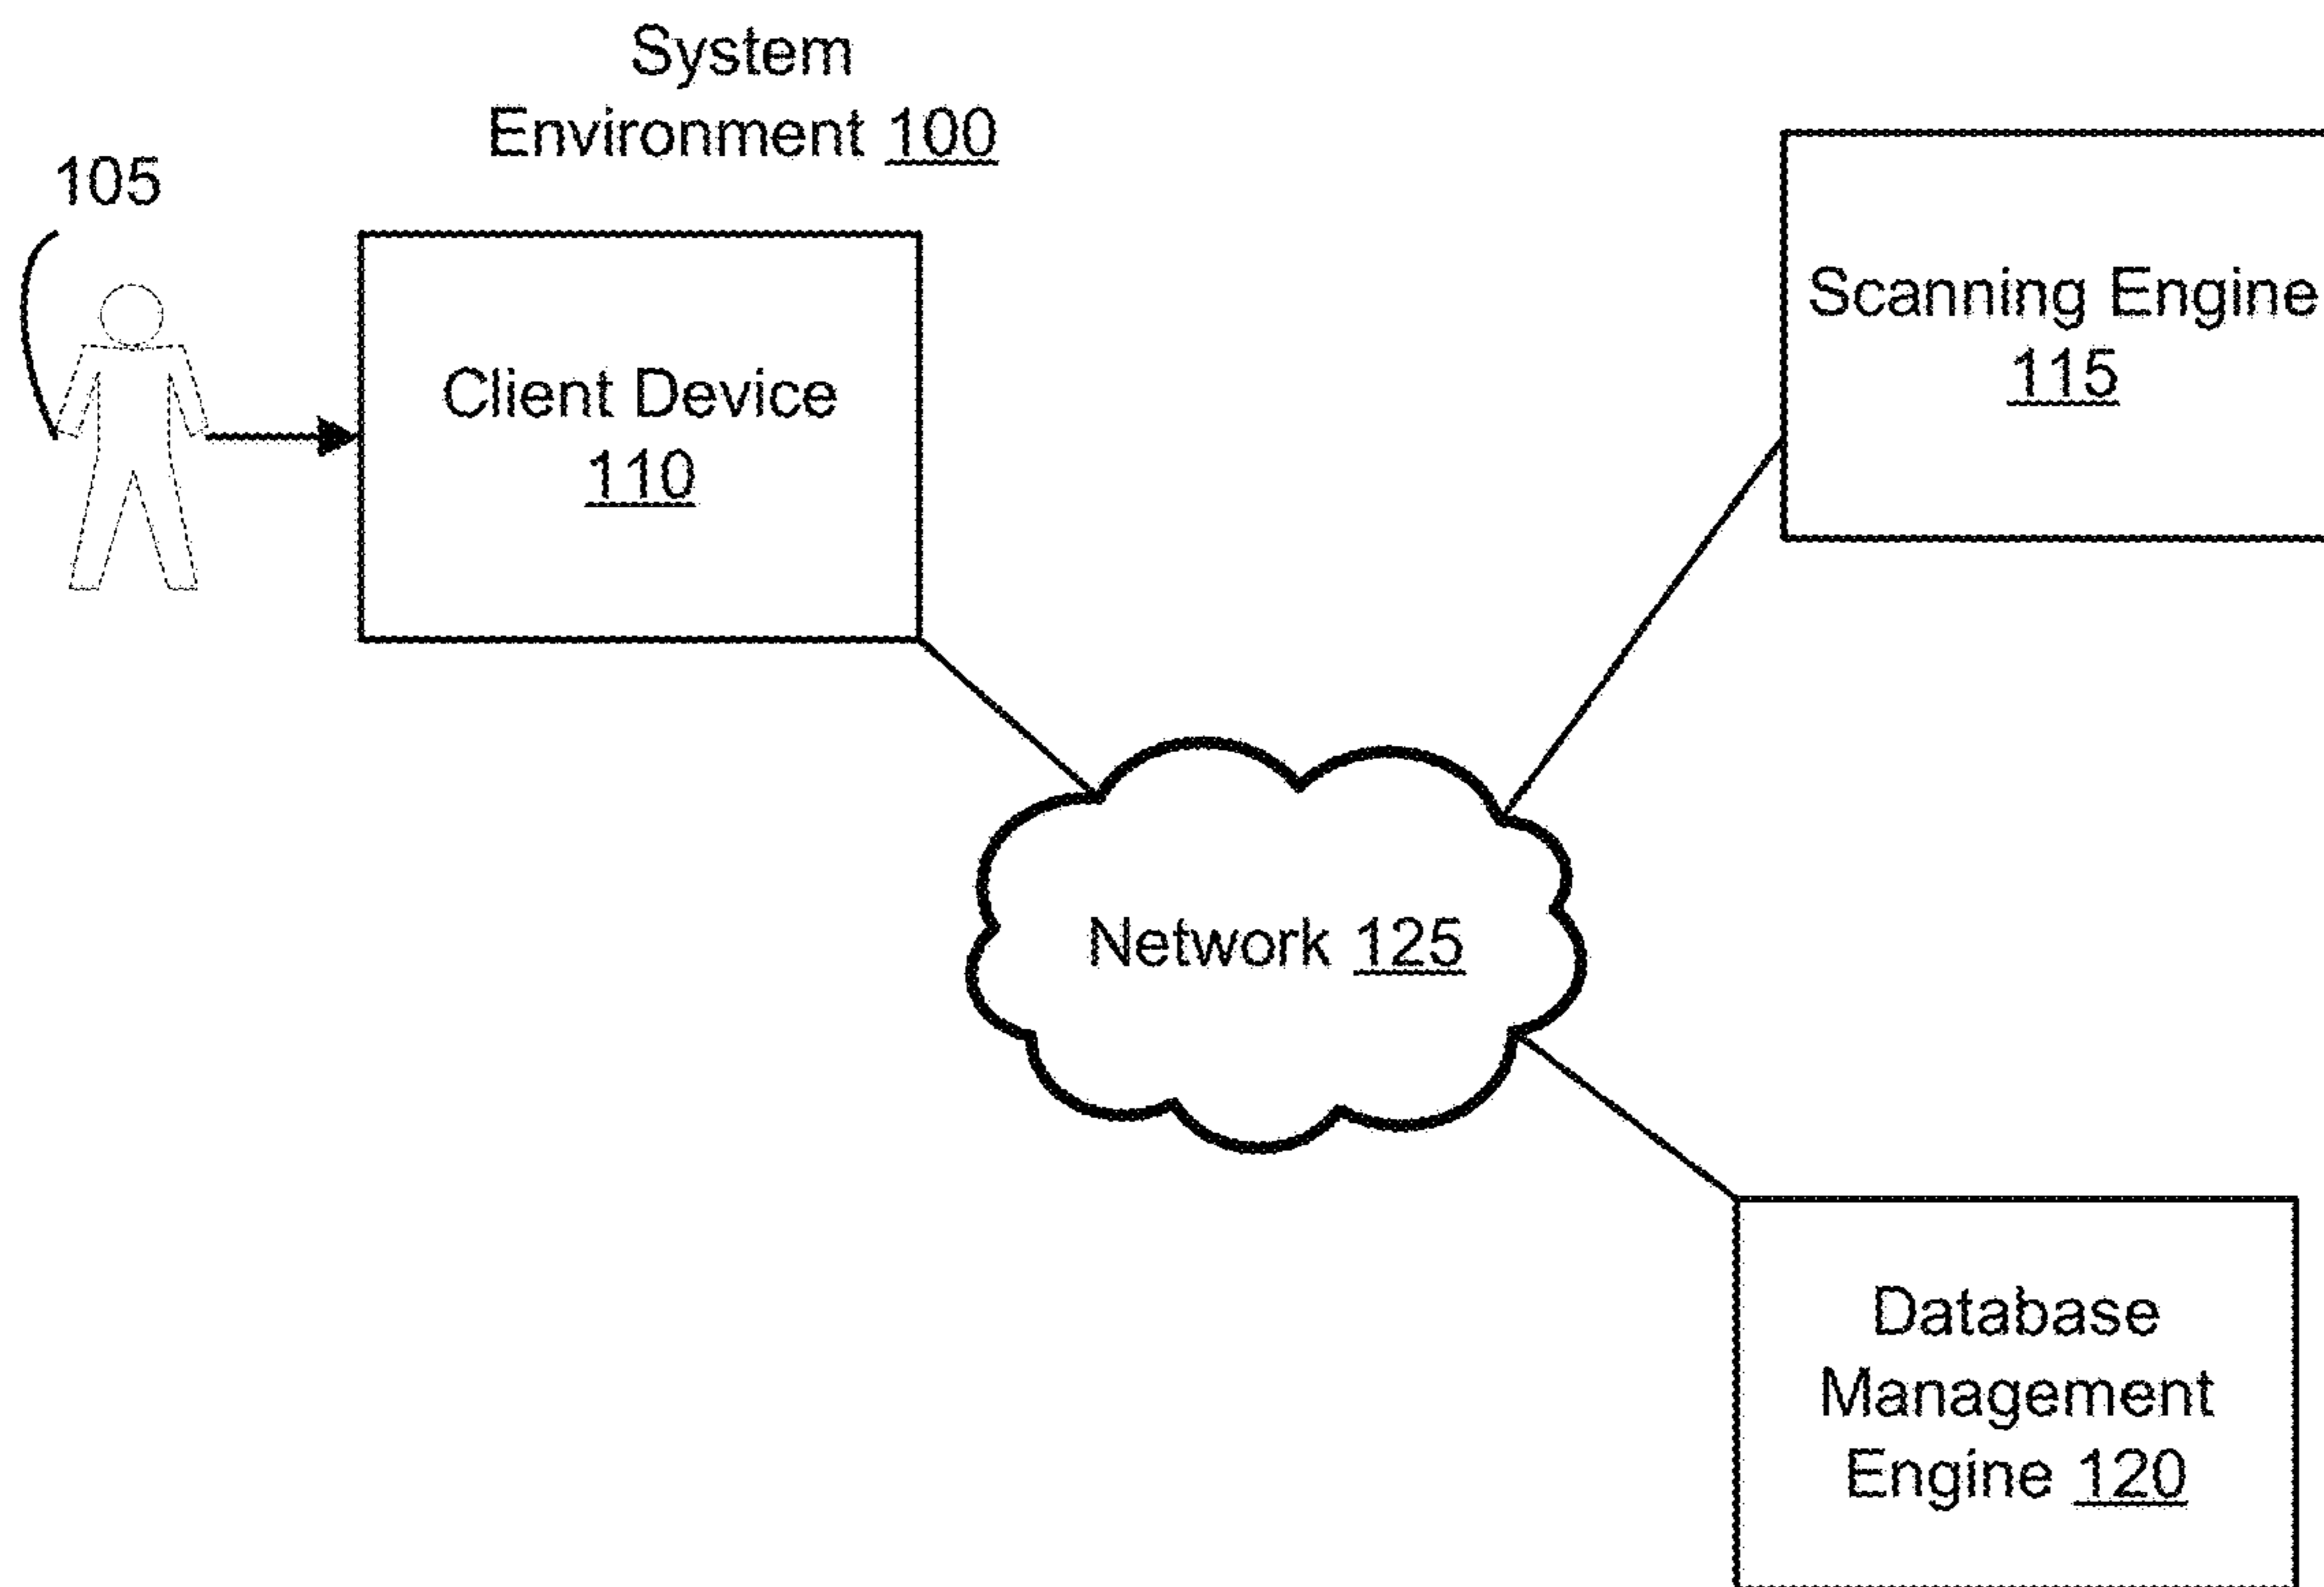 System
Environment 100
105
Client Device
110
Scanning Engine
115
Network 125
Database
Management
Engine 120